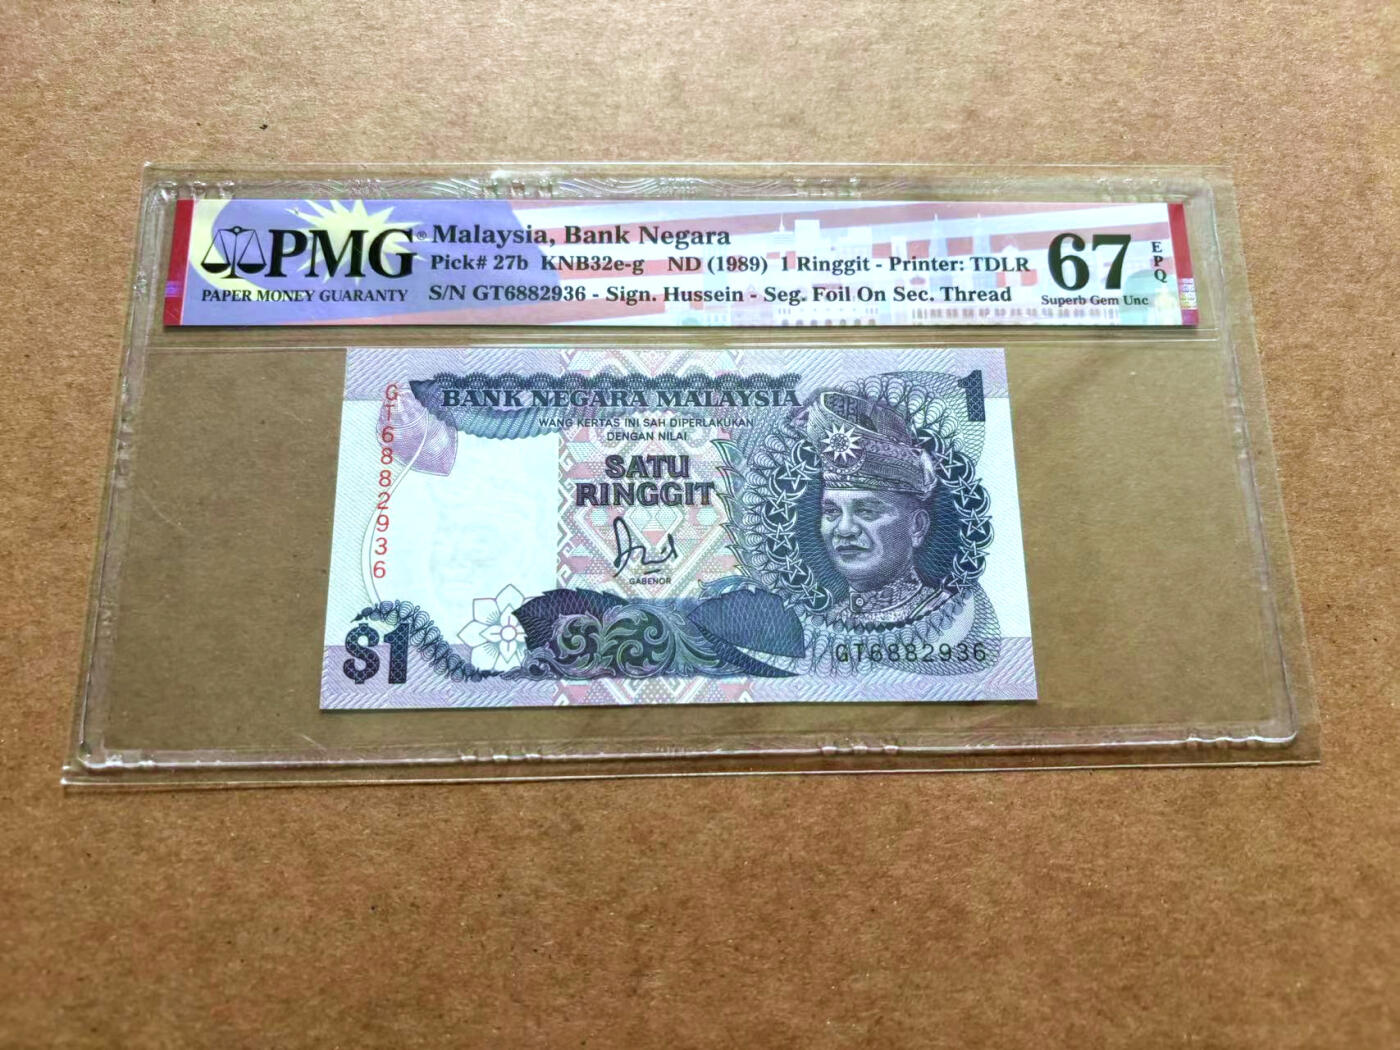 PMG®
PAPER MONEY GUARANTY
Malaysia, Bank Negara
Pick# 27b KNB32e-g ND (1989) 1 Ringgit - Printer: TDLR
S/N GT6882936 - Sign. Hussein - Seg. Foil On Sec. Thread
67
EPQ
Superb Gem Unc
GT6882936
BANK NEGARA MALAYSIA
1
WANG KERTAS INI SAH DIPERLAKUKAN
DENGAN NILAI
SATU
RINGGIT
GABENOR
$1
GT6882936